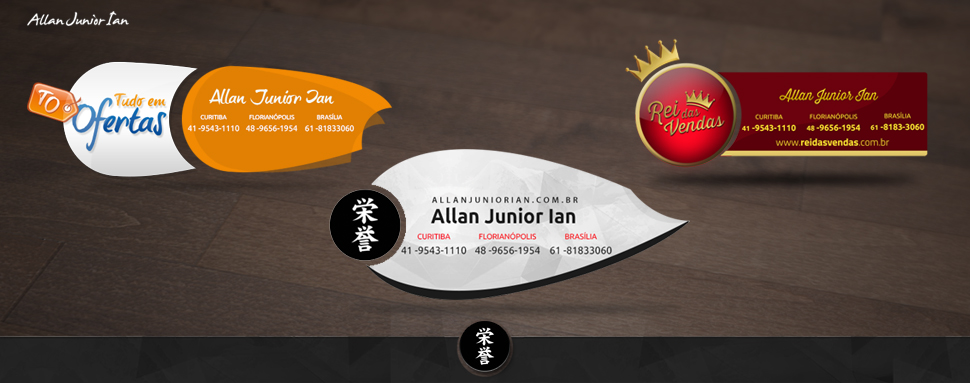 Allan Junior Ian
TO
Tudo em
Ofertas
Allan Junior Ian
CURITIBA FLORIANÓPOLIS BRASÍLIA
41 -9543-1110 48 -9656-1954 61 -81833060
Rei
das
Vendas
Allan Junior Ian
CURITIBA FLORIANÓPOLIS BRASÍLIA
41 -9543-1110 48 -9656-1954 61 -8183-3060
www.reidasvendas.com.br
栄
誉
ALLANJUNIORIAN.COM.BR
Allan Junior Ian
CURITIBA FLORIANÓPOLIS BRASÍLIA
41 -9543-1110 48 -9656-1954 61 -81833060
栄
誉